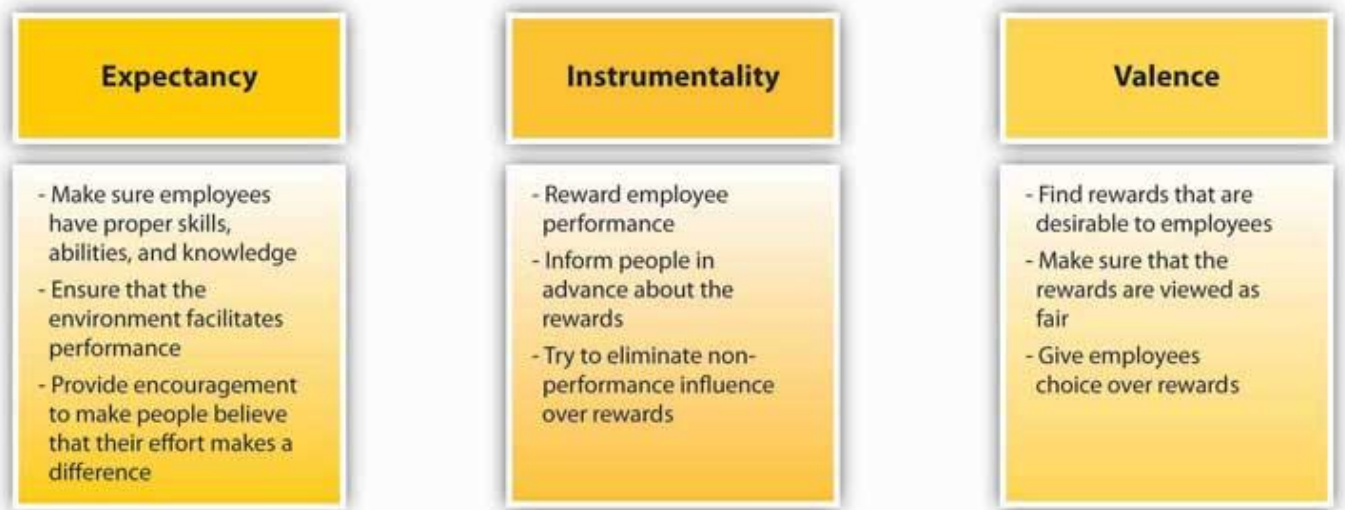 Expectancy
- Make sure employees
have proper skills,
abilities, and knowledge
- Ensure that the
environment facilitates
performance
- Provide encouragement
to make people believe
that their effort makes a
difference
Instrumentality
- Reward employee
performance
- Inform people in
advance about the
rewards
- Try to eliminate non-
performance influence
over rewards
Valence
- Find rewards that are
desirable to employees
- Make sure that the
rewards are viewed as
fair
- Give employees
choice over rewards